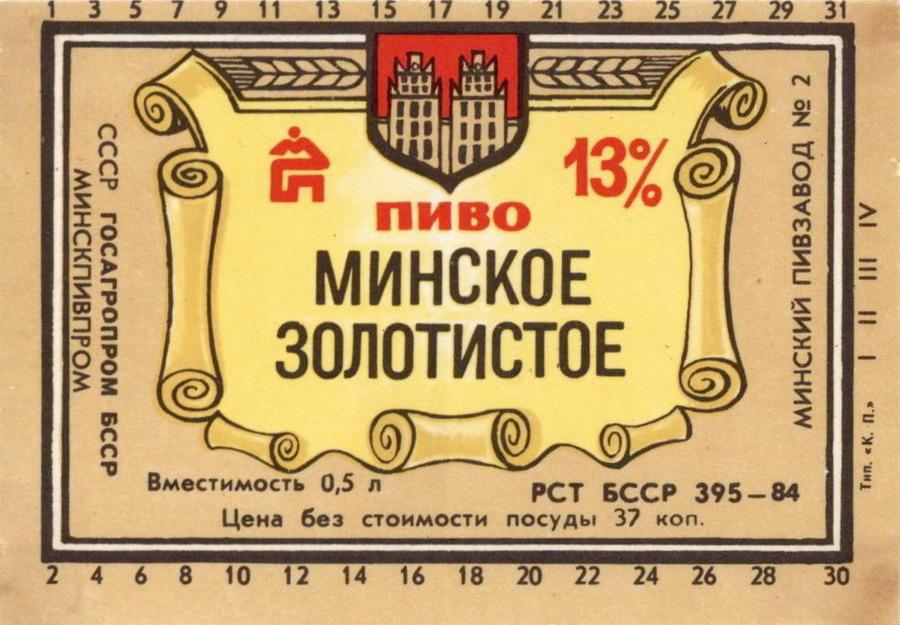 1 3 5 7 9 11 13 15 17 19 21 23 25 27 29 31
СССР ГОСАГРОПРОМ БССР
МИНСКПИВПРОМ
13%
ПИВО
МИНСКОЕ
ЗОЛОТИСТОЕ
МИНСКИЙ ПИВЗАВОД № 2
I II III IV
Тип. «К. П.»
Вместимость 0,5 л
РСТ БССР 395–84
Цена без стоимости посуды 37 коп.
2 4 6 8 10 12 14 16 18 20 22 24 26 28 30